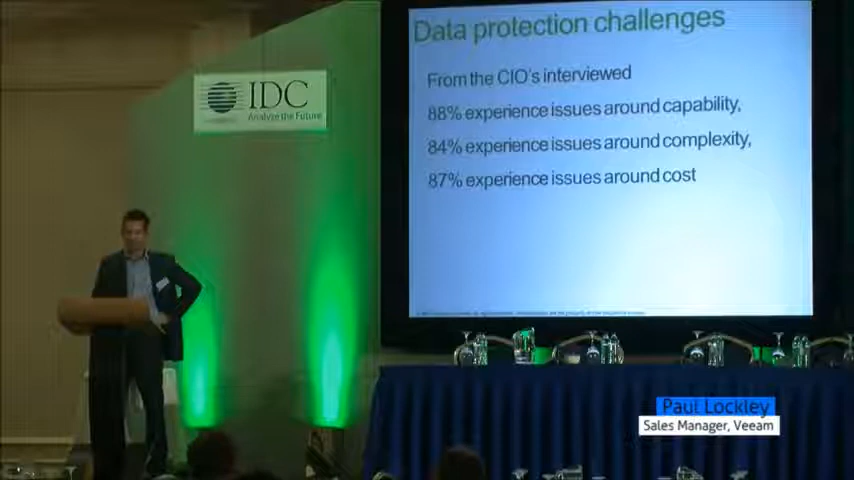 Data protection challenges
From the CIO's interviewed
88% experience issues around capability,
84% experience issues around complexity,
87% experience issues around cost
IDC
Analyze the Future
Paul Lockley
Sales Manager, Veeam